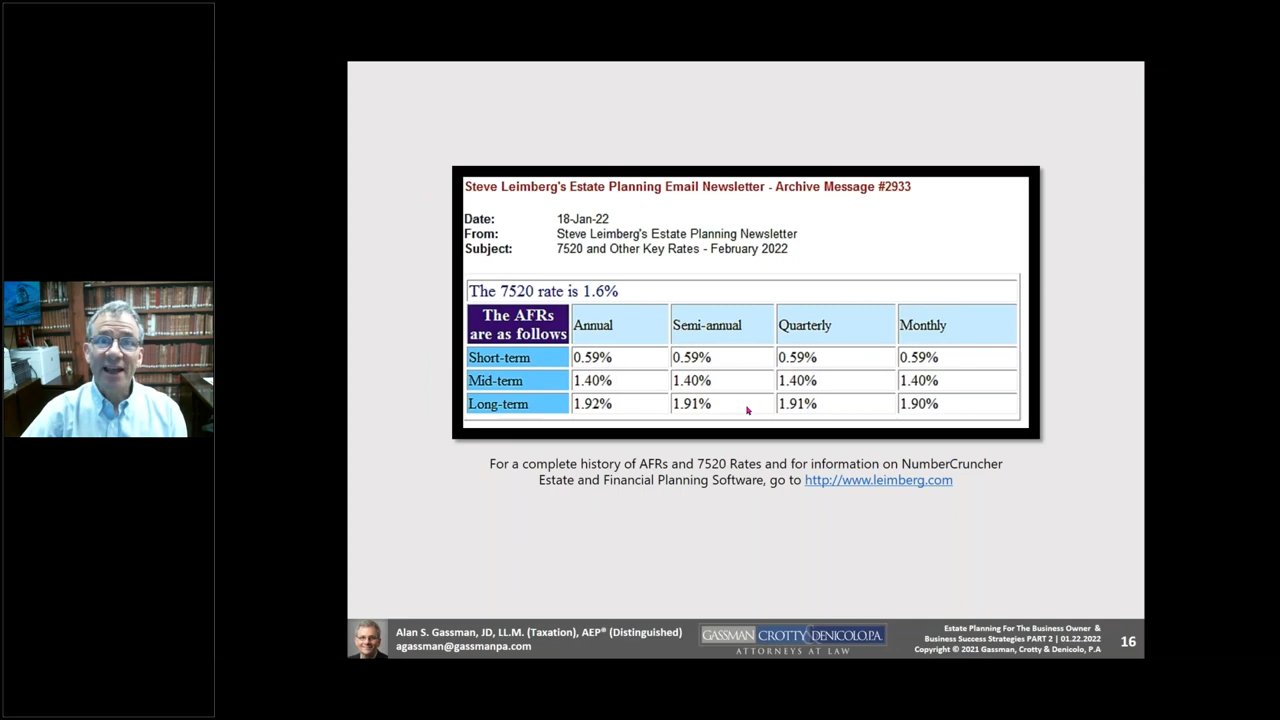 Steve Leimberg's Estate Planning Email Newsletter - Archive Message #2933
Date: 18-Jan-22
From: Steve Leimberg's Estate Planning Newsletter
Subject: 7520 and Other Key Rates - February 2022
The 7520 rate is 1.6%
The AFRs
are as follows
Annual Semi-annual Quarterly Monthly
Short-term 0.59% 0.59% 0.59% 0.59%
Mid-term 1.40% 1.40% 1.40% 1.40%
Long-term 1.92% 1.91% 1.91% 1.90%
For a complete history of AFRs and 7520 Rates and for information on NumberCruncher
Estate and Financial Planning Software, go to http://www.leimberg.com
Alan S. Gassman, JD, LL.M. (Taxation), AEP® (Distinguished)
agassman@gassmanpa.com
GASSMAN CROTTY & DENICOLO, P.A.
ATTORNEYS AT LAW
Estate Planning For The Business Owner &
Business Success Strategies PART 2 | 01.22.2022
Copyright © 2021 Gassman, Crotty & Denicolo, P.A
16